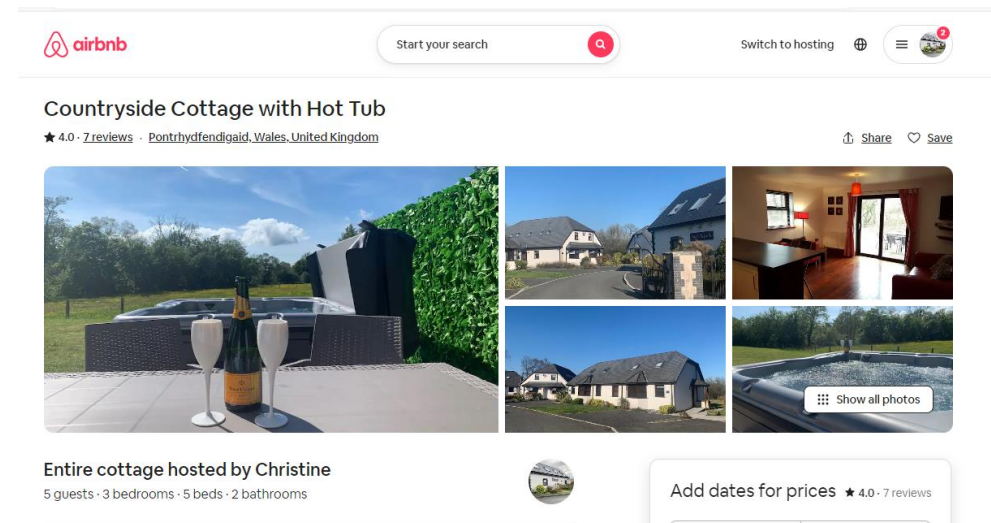 airbnb
Start your search
Switch to hosting
2
Countryside Cottage with Hot Tub
★ 4.0 · 7 reviews · Pontrhydfendigaid, Wales, United Kingdom
Share
Save
Show all photos
Entire cottage hosted by Christine
5 guests · 3 bedrooms · 5 beds · 2 bathrooms
Add dates for prices
★ 4.0 · 7 reviews